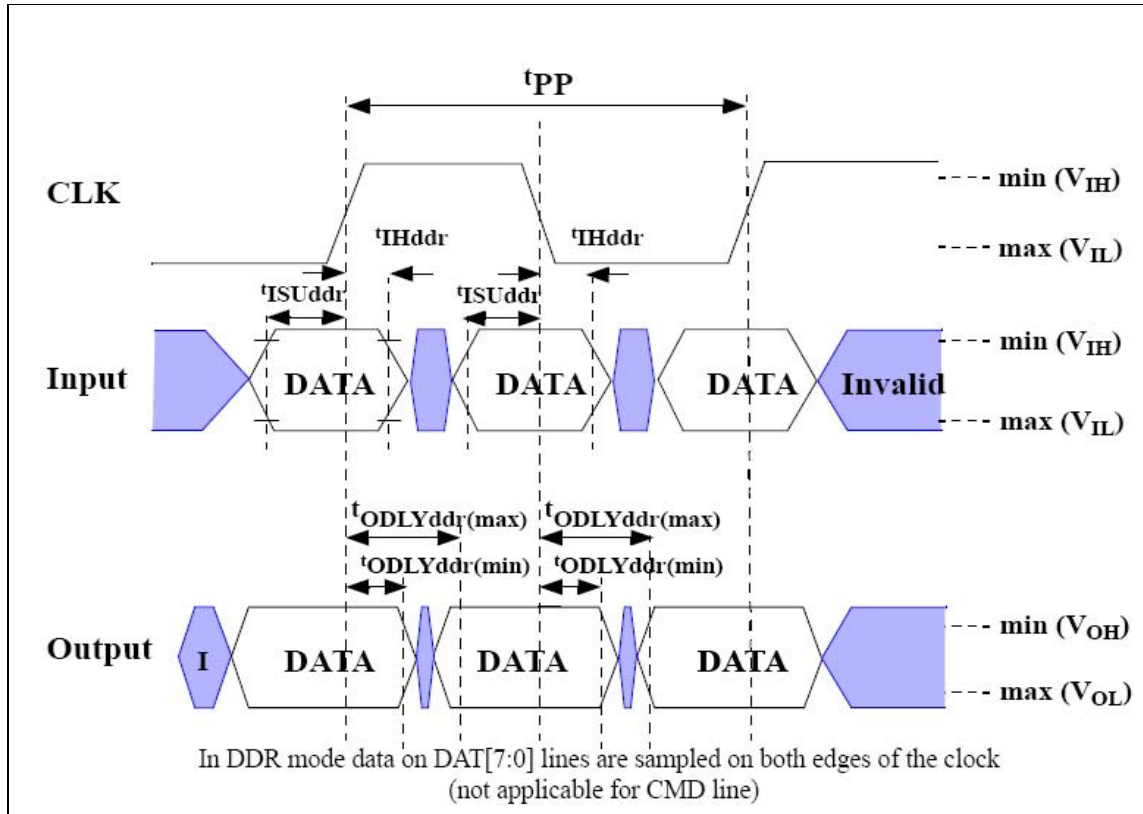 tPP
CLK
min (VIH)
max (VIL)
tIHddr
tIHddr
tISUddr
tISUddr
Input
DATA
DATA
DATA
Invalid
min (VIH)
max (VIL)
tODLYddr(max)
tODLYddr(max)
tODLYddr(min)
tODLYddr(min)
Output
I
DATA
DATA
DATA
min (VOH)
max (VOL)
In DDR mode data on DAT[7:0] lines are sampled on both edges of the clock
(not applicable for CMD line)